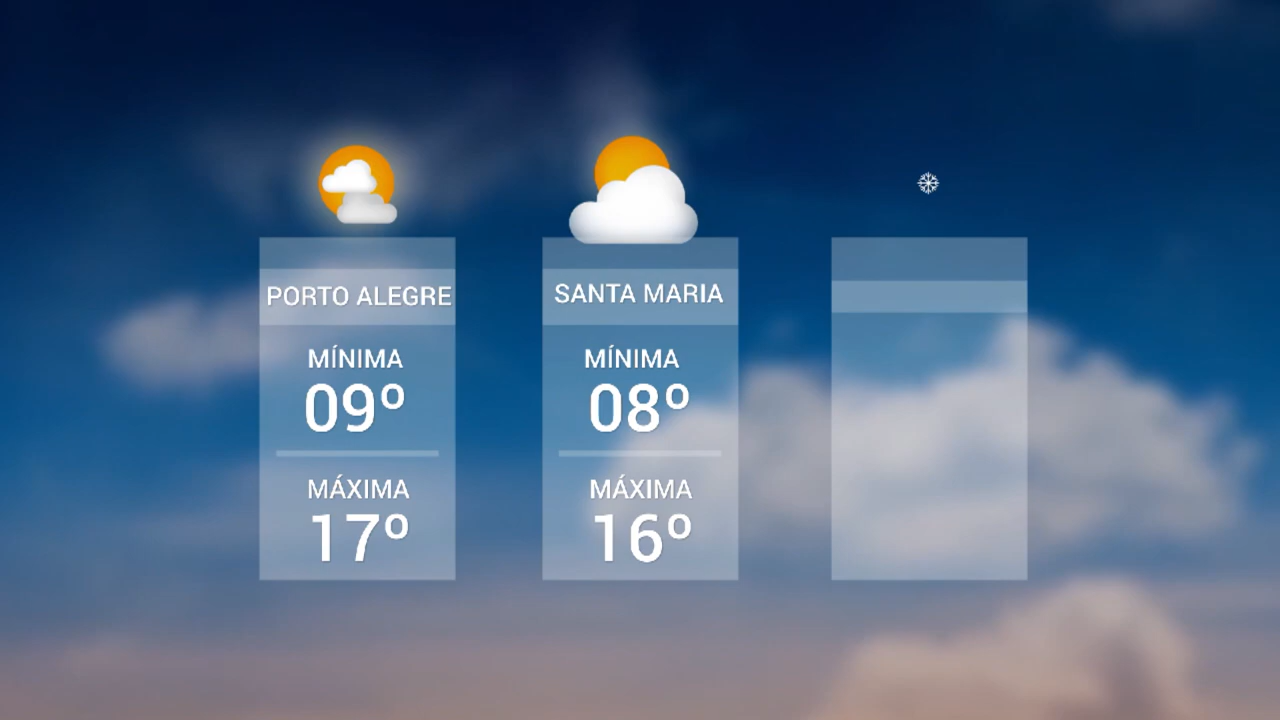 PORTO ALEGRE
MÍNIMA
09º
MÁXIMA
17º
SANTA MARIA
MÍNIMA
08º
MÁXIMA
16º